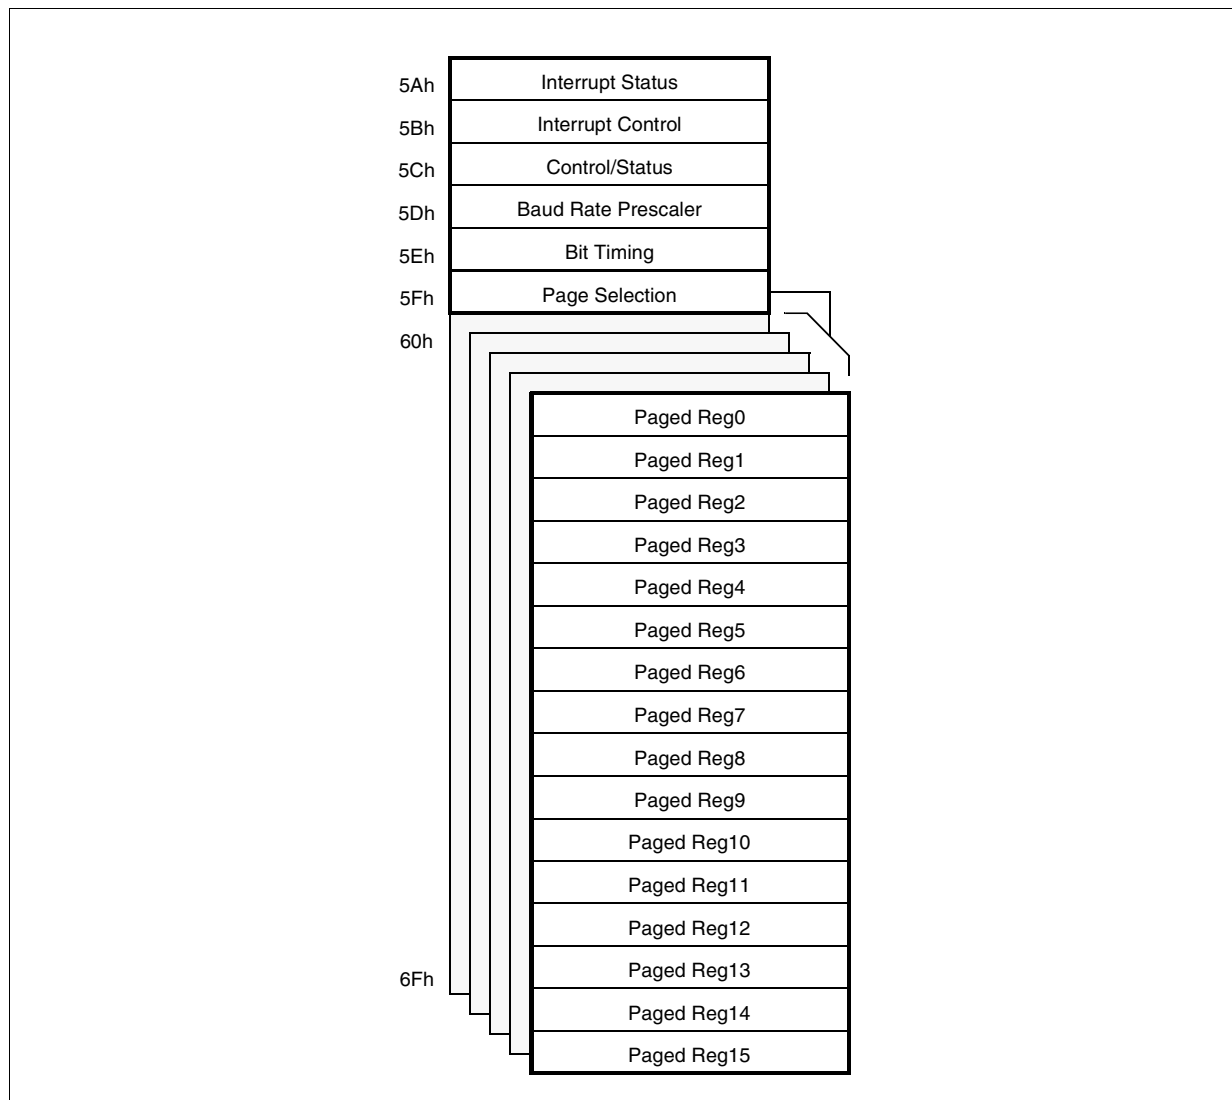 5Ah Interrupt Status
5Bh Interrupt Control
5Ch Control/Status
5Dh Baud Rate Prescaler
5Eh Bit Timing
5Fh Page Selection
60h
Paged Reg0
Paged Reg1
Paged Reg2
Paged Reg3
Paged Reg4
Paged Reg5
Paged Reg6
Paged Reg7
Paged Reg8
Paged Reg9
Paged Reg10
Paged Reg11
Paged Reg12
6Fh Paged Reg13
Paged Reg14
Paged Reg15